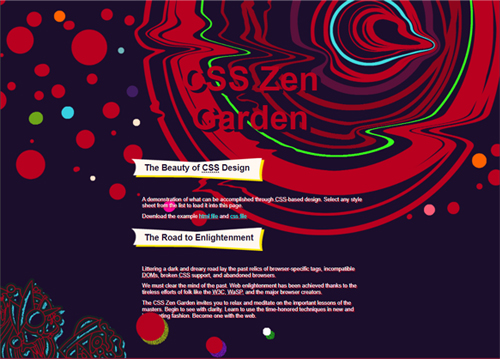 CSS Zen
Garden
The Beauty of CSS Design
A demonstration of what can be accomplished through CSS-based design. Select any style
sheet from the list to load it into this page.
Download the example html file and css file
The Road to Enlightenment
Littering a dark and dreary road lay the past relics of browser-specific tags, incompatible
DOMs, broken CSS support, and abandoned browsers.
We must clear the mind of the past. Web enlightenment has been achieved thanks to the
tireless efforts of folk like the W3C, WaSP, and the major browser creators.
The CSS Zen Garden invites you to relax and meditate on the important lessons of the
masters. Begin to see with clarity. Learn to use the time-honored techniques in new and
fashion. Become one with the web.